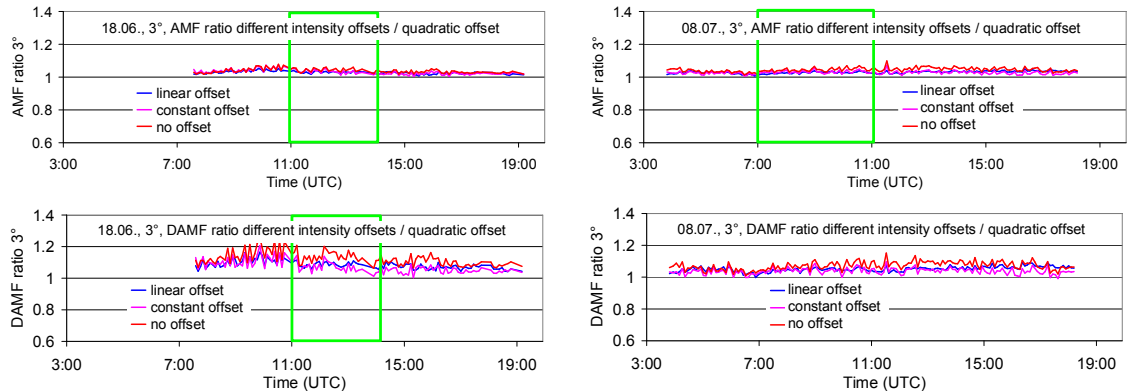 18.06., 3°, AMF ratio different intensity offsets / quadratic offset
AMF ratio 3°
1.4
1.2
1
0.8
0.6
linear offset
constant offset
no offset
3:00 7:00 11:00 15:00 19:00
Time (UTC)
08.07., 3°, AMF ratio different intensity offsets / quadratic offset
AMF ratio 3°
1.4
1.2
1
0.8
0.6
linear offset
constant offset
no offset
3:00 7:00 11:00 15:00 19:00
Time (UTC)
18.06., 3°, DAMF ratio different intensity offsets / quadratic offset
DAMF ratio 3°
1.4
1.2
1
0.8
0.6
linear offset
constant offset
no offset
3:00 7:00 11:00 15:00 19:00
Time (UTC)
08.07., 3°, DAMF ratio different intensity offsets / quadratic offset
DAMF ratio 3°
1.4
1.2
1
0.8
0.6
linear offset
constant offset
no offset
3:00 7:00 11:00 15:00 19:00
Time (UTC)